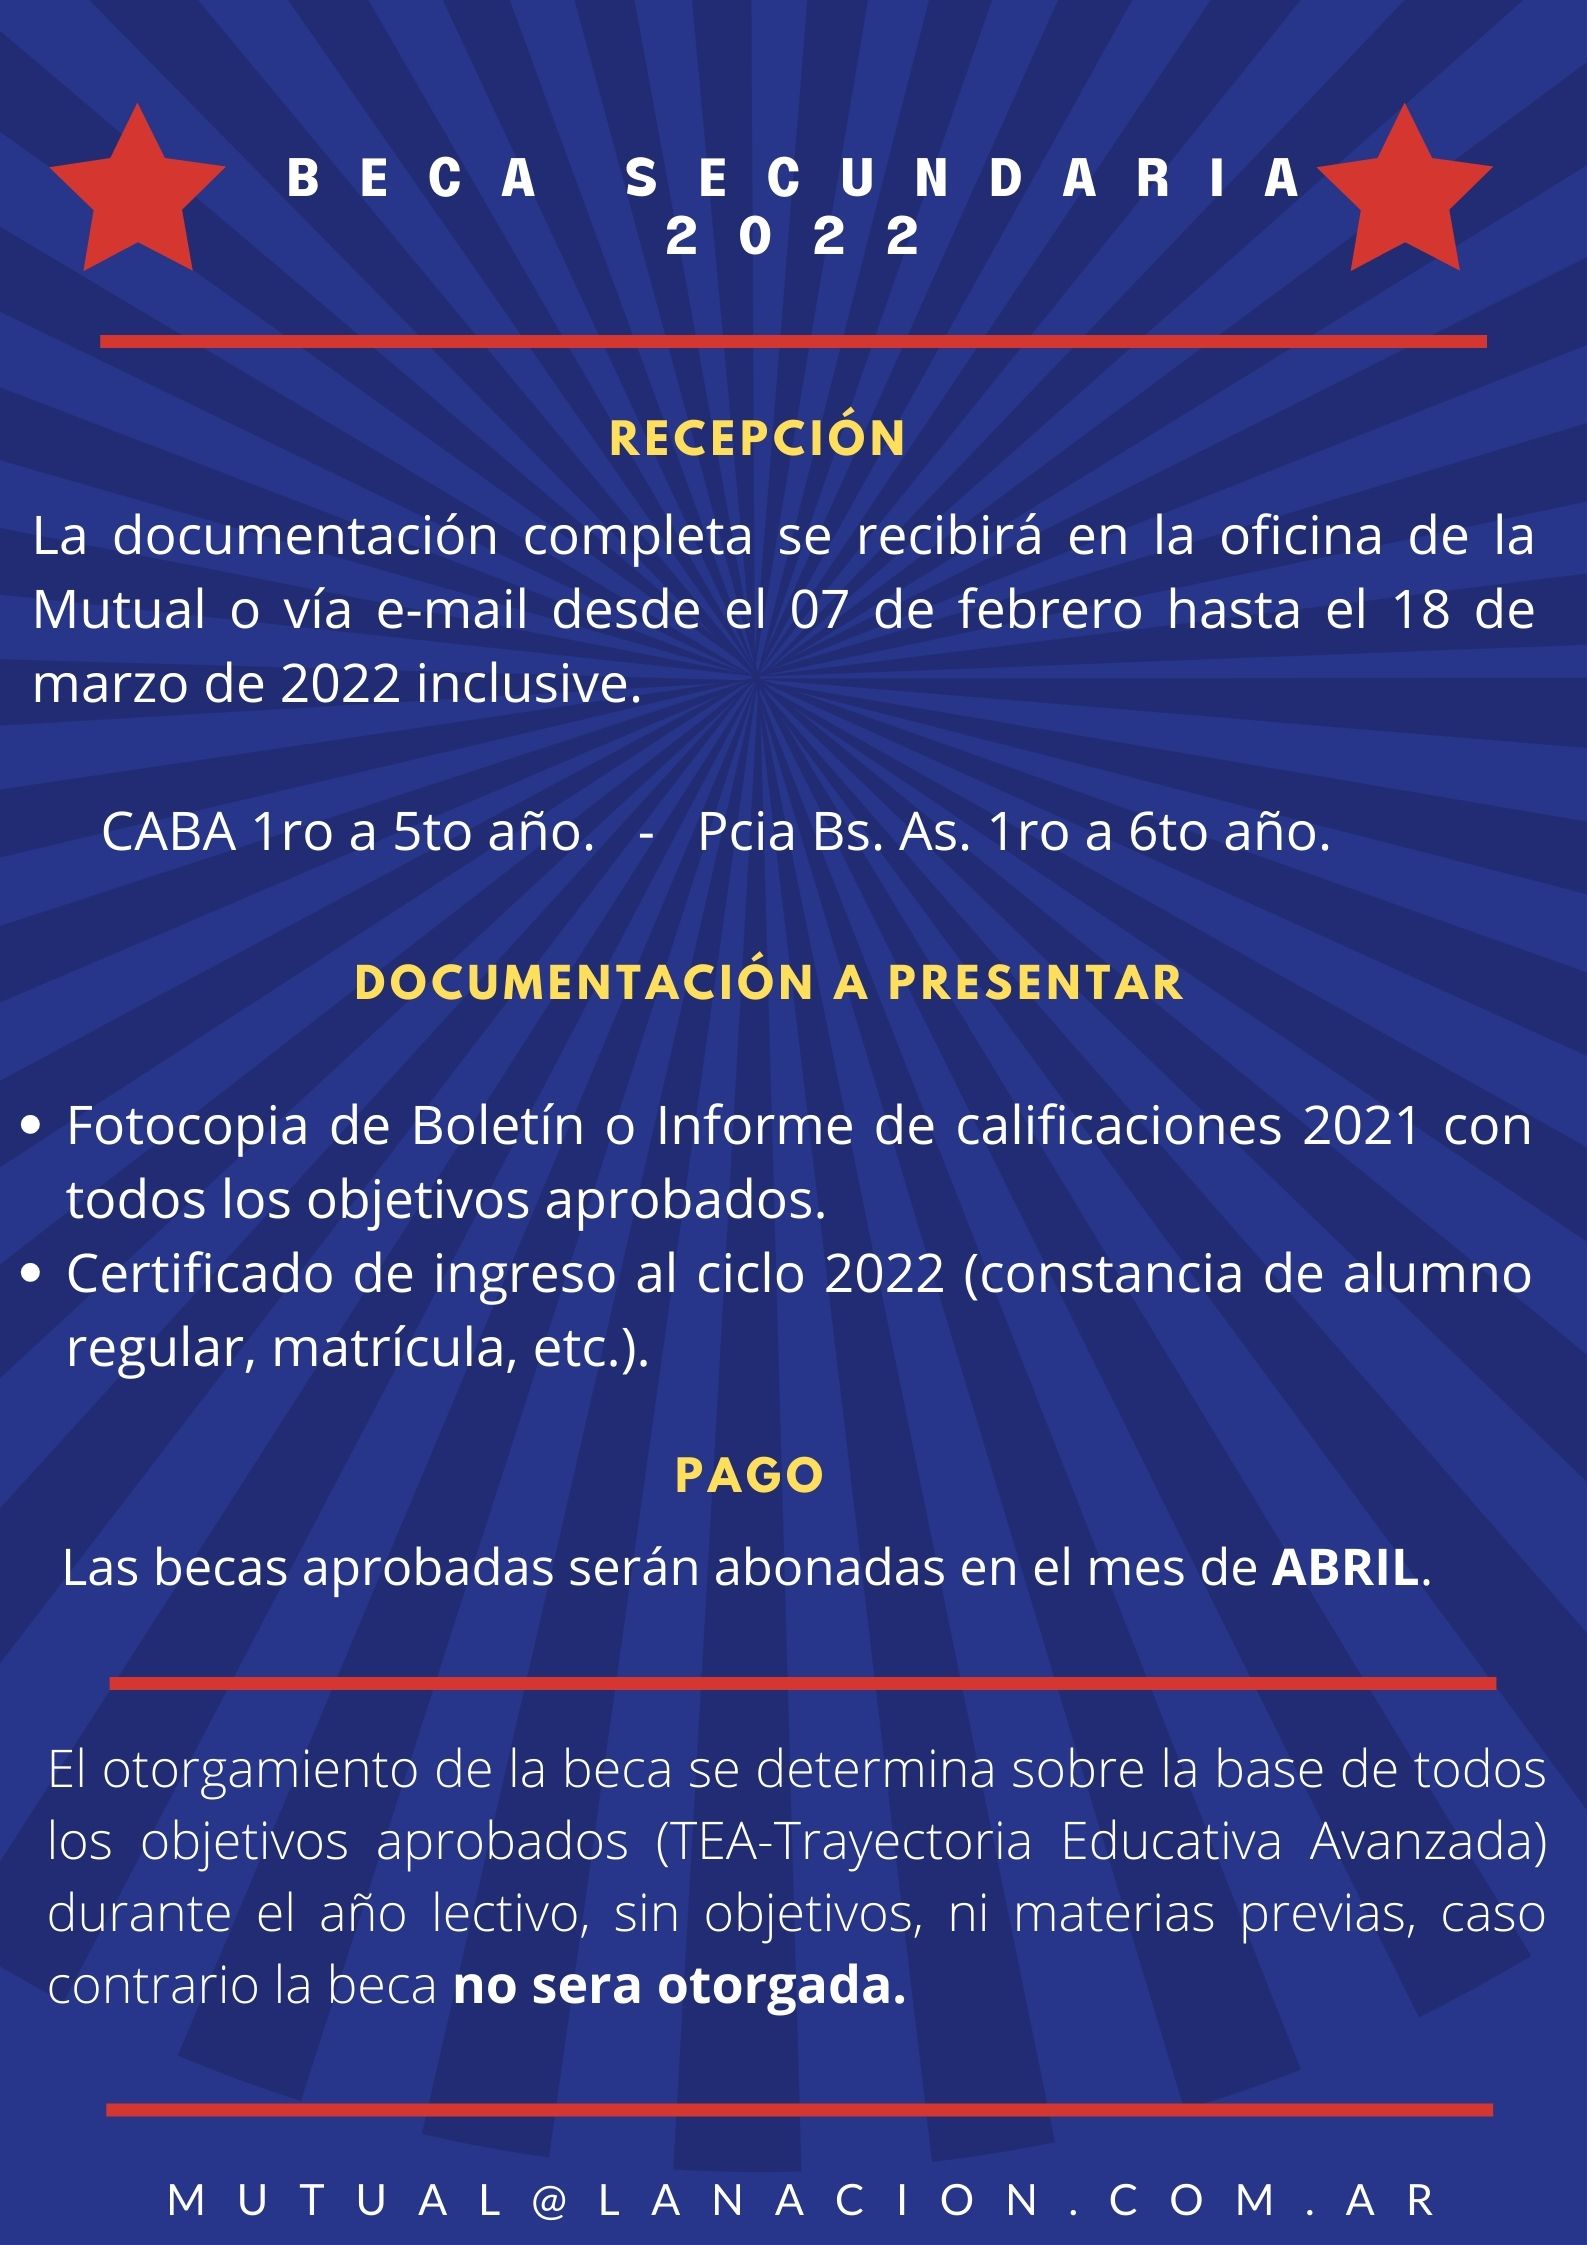 BECA SECUNDARIA
2022
RECEPCIÓN
La documentación completa se recibirá en la oficina de la
Mutual o vía e-mail desde el 07 de febrero hasta el 18 de
marzo de 2022 inclusive.
CABA 1ro a 5to año. - Pcia Bs. As. 1ro a 6to año.
DOCUMENTACIÓN A PRESENTAR
• Fotocopia de Boletín o Informe de calificaciones 2021 con
todos los objetivos aprobados.
• Certificado de ingreso al ciclo 2022 (constancia de alumno
regular, matrícula, etc.).
PAGO
Las becas aprobadas serán abonadas en el mes de ABRIL.
El otorgamiento de la beca se determina sobre la base de todos
los objetivos aprobados (TEA-Trayectoria Educativa Avanzada)
durante el año lectivo, sin objetivos, ni materias previas, caso
contrario la beca no sera otorgada.
MUTUAL@LANACION.COM.AR